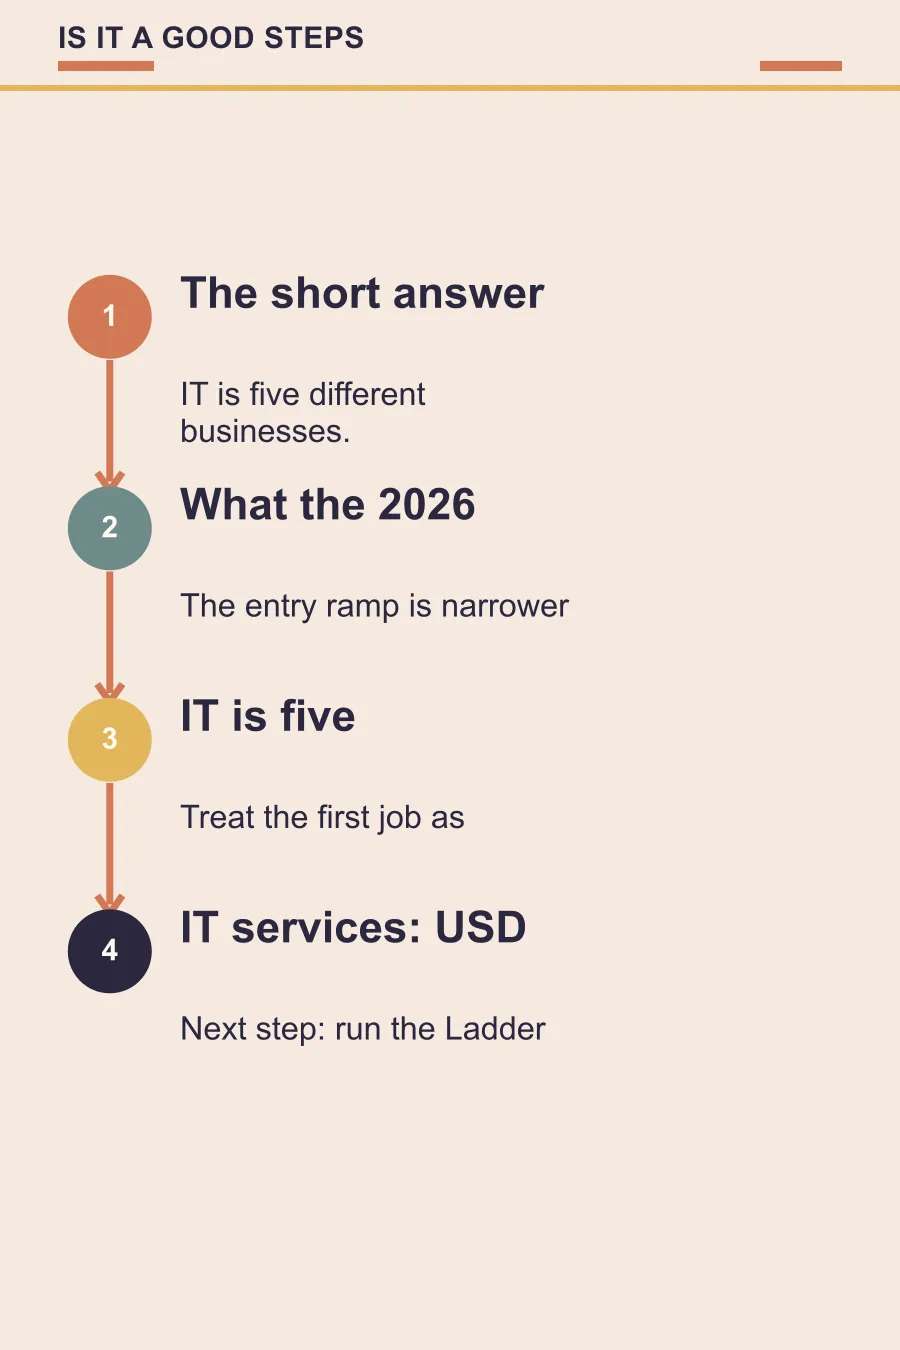 IS IT A GOOD STEPS
1
The short answer
IT is five different
businesses.
2
What the 2026
The entry ramp is narrower
3
IT is five
Treat the first job as
4
IT services: USD
Next step: run the Ladder